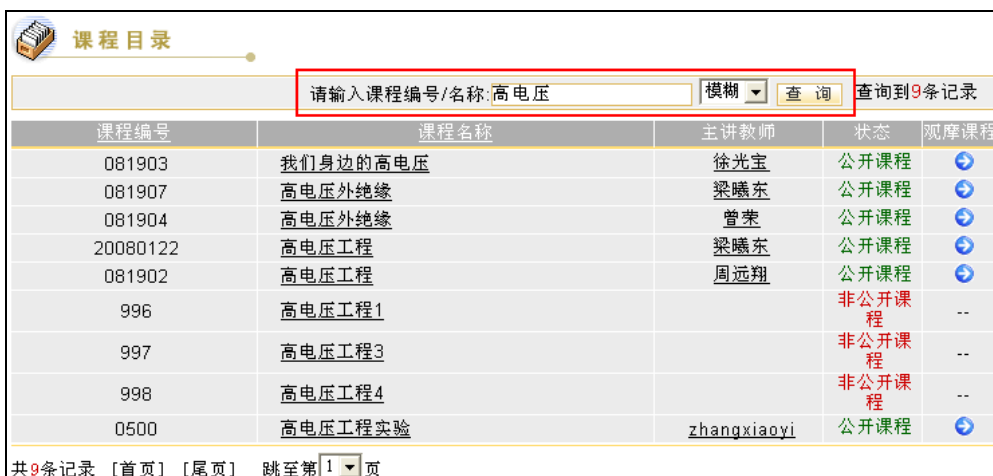 课程目录
请输入课程编号/名称:高电压 模糊 查 询 查询到9条记录
课程编号 课程名称 主讲教师 状态 观摩课程
081903 我们身边的高电压 徐光宝 公开课程
081907 高电压外绝缘 梁曦东 公开课程
081904 高电压外绝缘 曾荣 公开课程
20080122 高电压工程 梁曦东 公开课程
081902 高电压工程 周远翔 公开课程
996 高电压工程1 非公开课程 --
997 高电压工程3 非公开课程 --
998 高电压工程4 非公开课程 --
0500 高电压工程实验 zhangxiaoyi 公开课程
共9条记录 [首页] [尾页] 跳至第1页